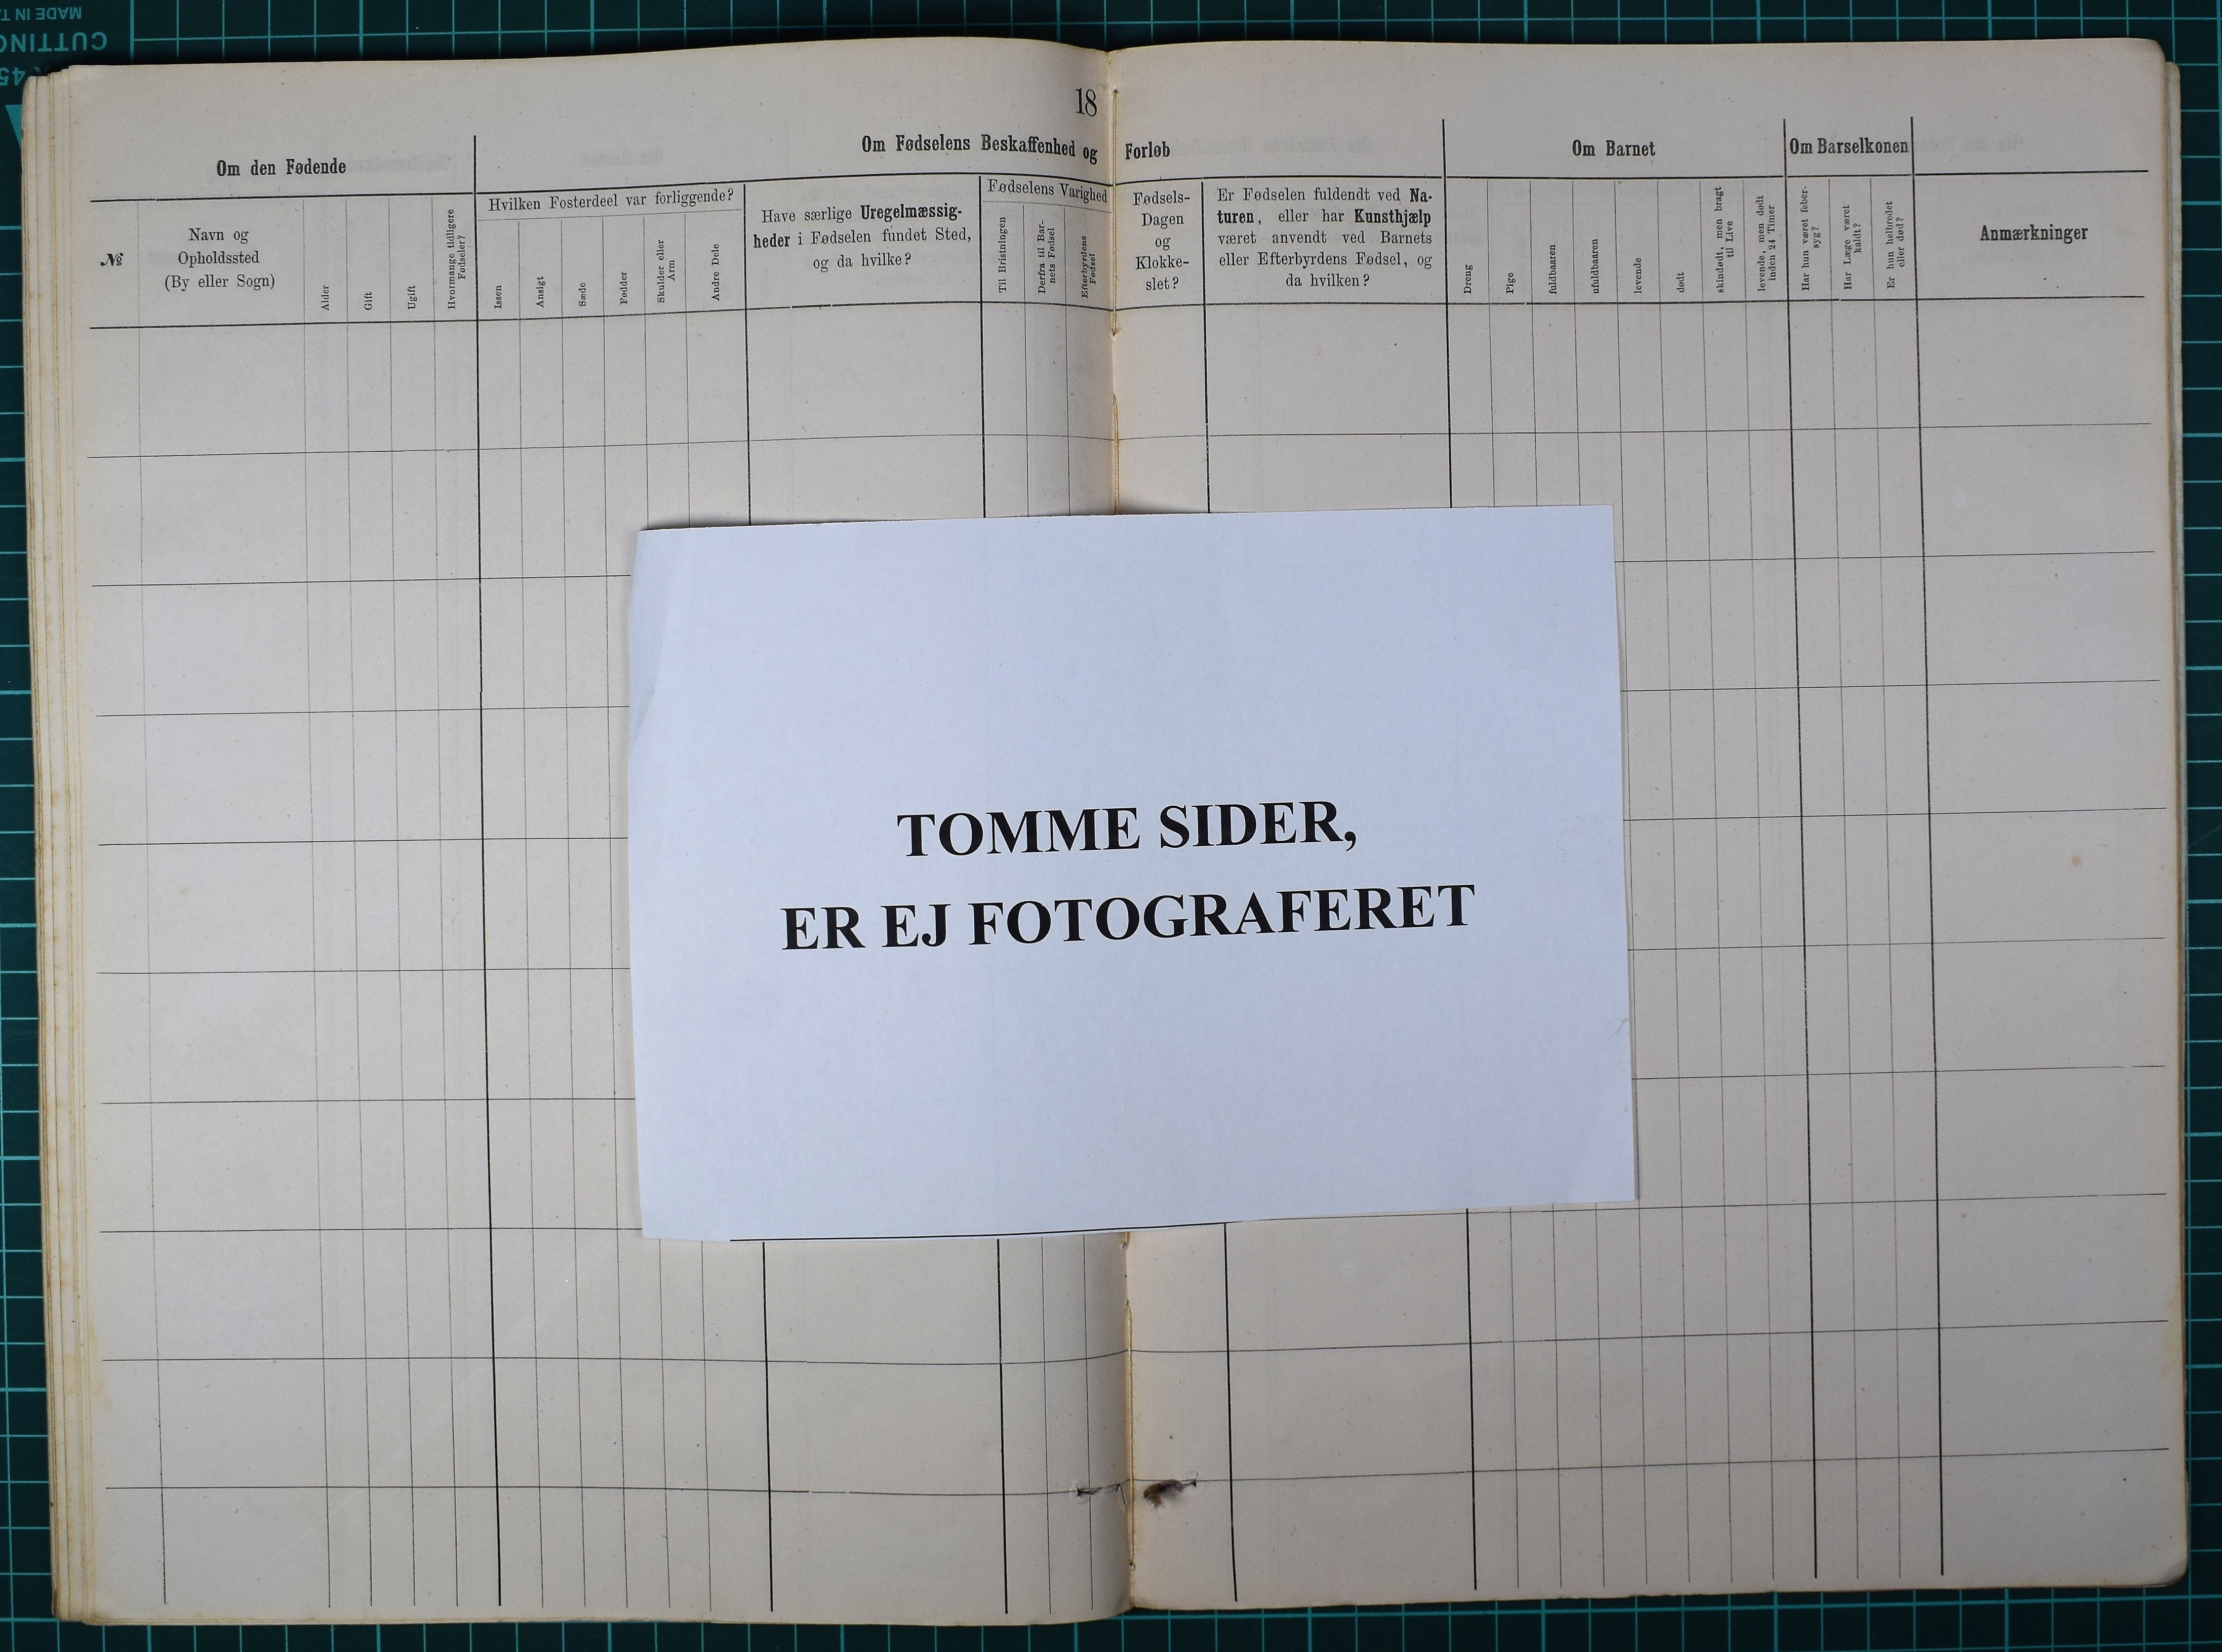 MADE IN
CUTTING
45
18
Om den Fødende
Om Fødselens Beskaffenhed og Forløb
Om Barnet
Om Barselkonen
№
Navn og
Opholdssted
(By eller Sogn)
Alder
Gift
Ugift
Hvormange tidligere
Fødseler?
Hvilken Fosterdeel var forliggende?
Issen
Ansigt
Sæde
Fødder
Skulder eller
Arm
Andre Dele
Have særlige Uregelmæssig-
heder i Fødselen fundet Sted,
og da hvilke?
Fødselens Varighed
Til Bristningen
Derfra til Bar-
nets Fødsel
Efterbyrdens
Fødsel
Fødsels-
Dagen
og
Klokke-
slet?
Er Fødselen fuldendt ved Na-
turen, eller har Kunsthjælp
været anvendt ved Barnets
eller Efterbyrdens Fødsel, og
da hvilken?
Dreng
Pige
fuldbaaren
ufuldbaaren
levende
dødt
skindødt, men bragt
til Live
levende, men dødt
inden 24 Timer
Har hun været feber-
syg?
Har Læge været
kaldt?
Er hun helbredet
eller død?
Anmærkninger
TOMME SIDER,
ER EJ FOTOGRAFERET